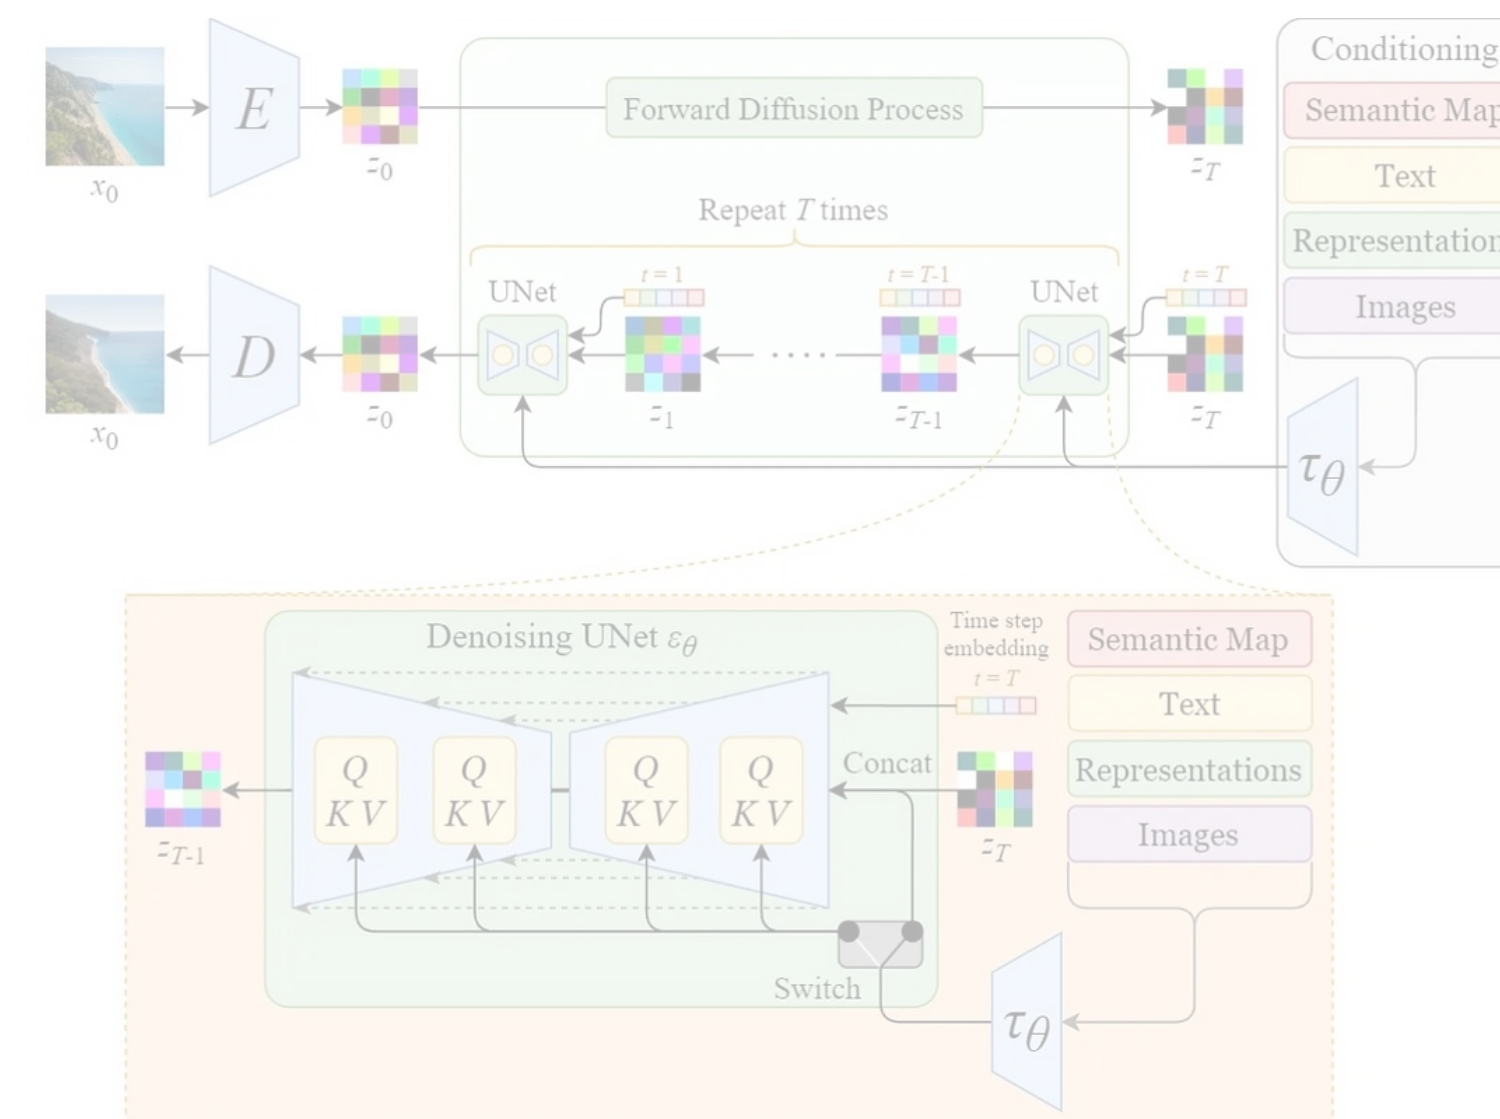 Conditioning
E
Forward Diffusion Process
Semantic Map
x0
z0
zT
Text
Repeat T times
Representation
t = 1
t = T-1
t = T
UNet
UNet
Images
D
x0
z0
z1
zT-1
zT
τθ
Denoising UNet εθ
Time step
embedding
t = T
Semantic Map
Text
Q
K V
Q
K V
Q
K V
Q
K V
Concat
Representations
zT-1
zT
Images
Switch
τθ